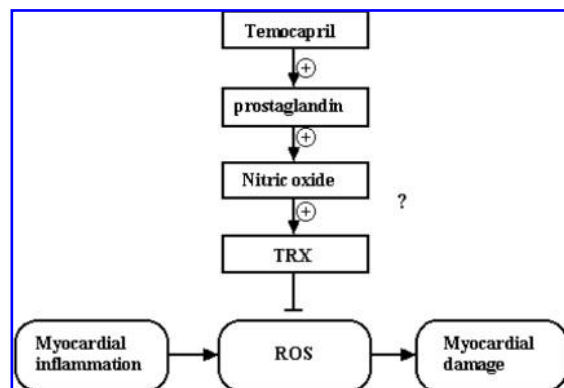 Temocapril
+
prostaglandin
+
Nitric oxide
?
+
TRX
Myocardial
inflammation
ROS
Myocardial
damage